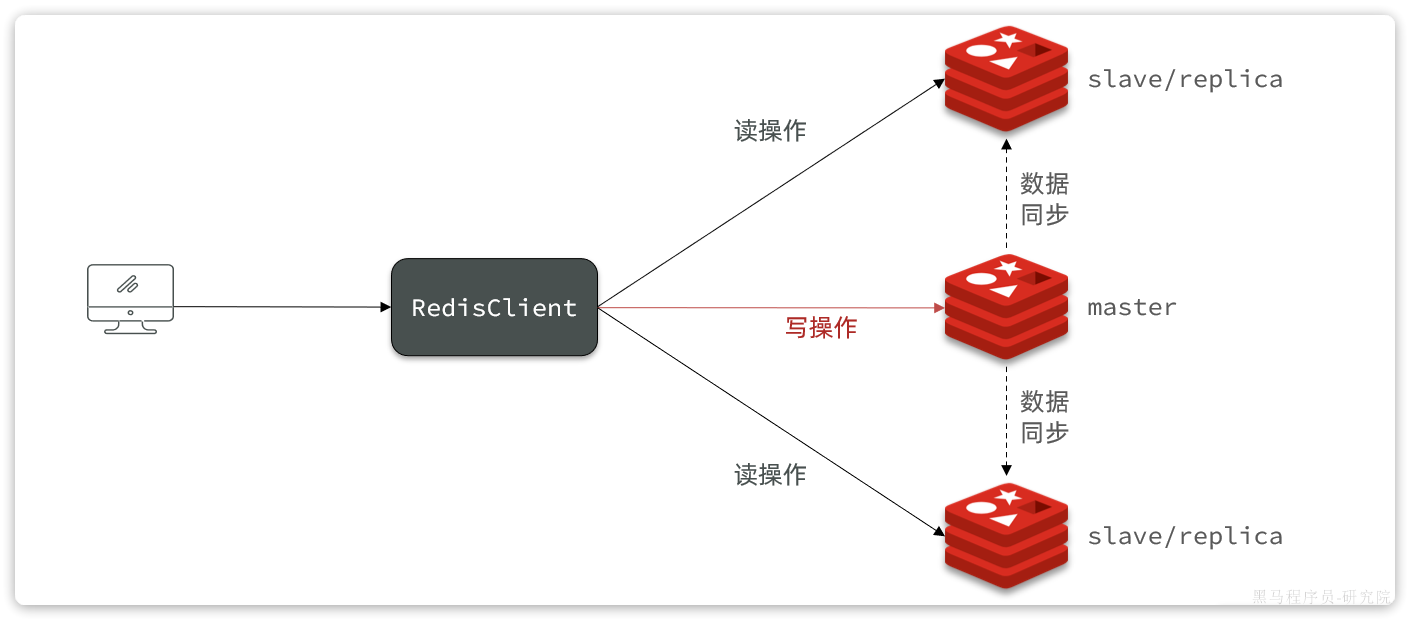 slave/replica
读操作
数据
同步
RedisClient
写操作
master
数据
同步
读操作
slave/replica
黑马程序员-研究院